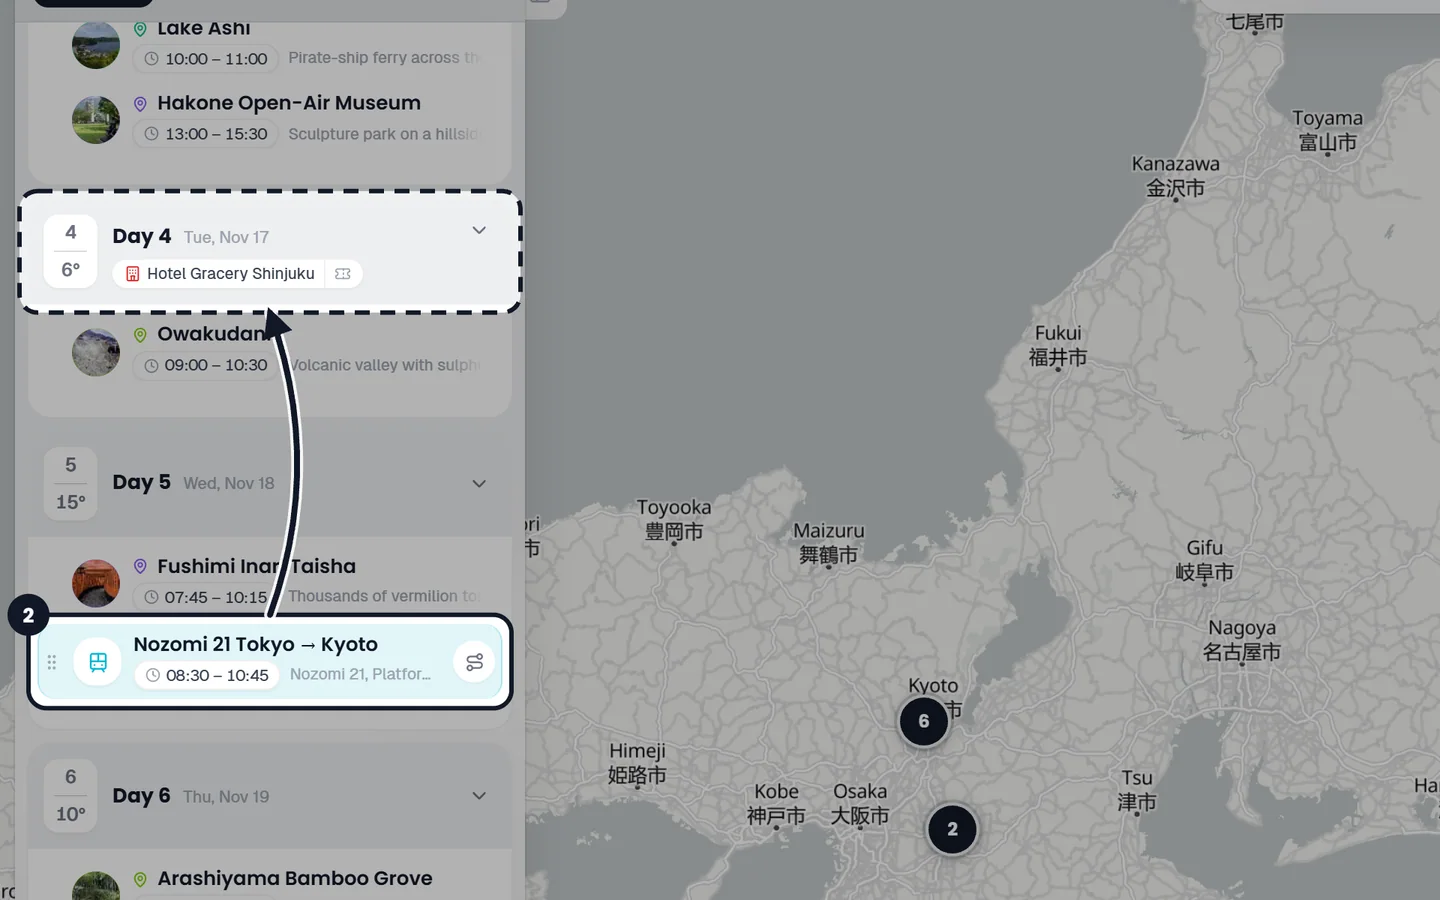 Lake Ashi
10:00 – 11:00
Pirate-ship ferry across th
Hakone Open-Air Museum
13:00 – 15:30
Sculpture park on a hillsid
4
6°
Day 4
Tue, Nov 17
Hotel Gracery Shinjuku
Owakudan
09:00 – 10:30
Volcanic valley with sulph
5
15°
Day 5
Wed, Nov 18
Fushimi Inari Taisha
07:45 – 10:15
Thousands of vermilion to
2
Nozomi 21 Tokyo → Kyoto
08:30 – 10:45
Nozomi 21, Platfor...
6
10°
Day 6
Thu, Nov 19
Arashiyama Bamboo Grove
七尾市
Toyama
富山市
Kanazawa
金沢市
Fukui
福井市
Toyooka
豊岡市
Maizuru
舞鶴市
ori
市
Gifu
岐阜市
Nagoya
名古屋市
Kyoto
市
6
Himeji
姫路市
Kobe
神戸市
Osaka
大阪市
Tsu
津市
Ha
2